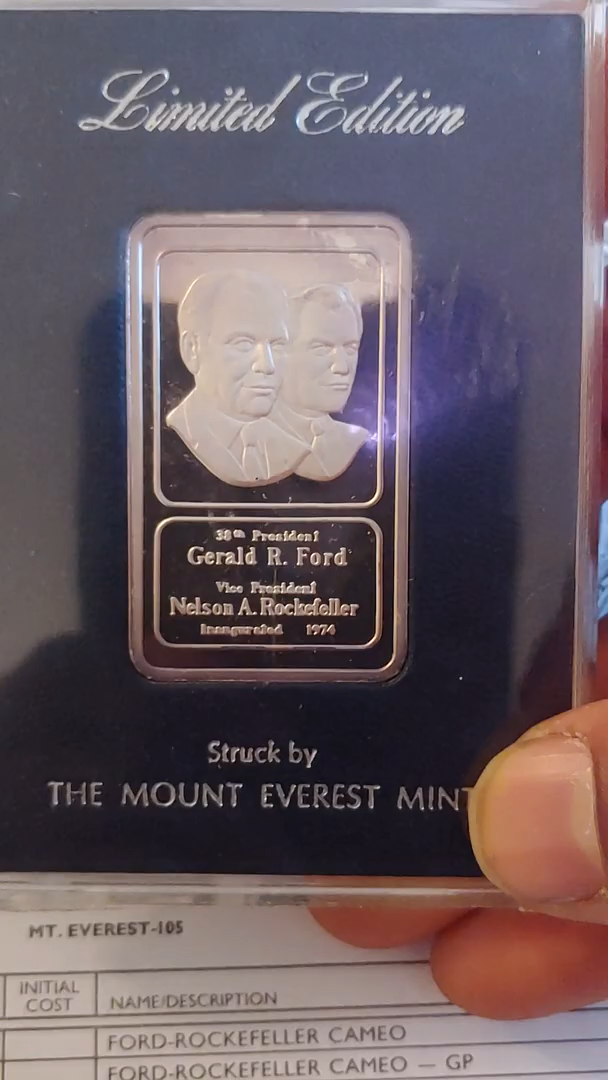 Limited Edition
38th President
Gerald R. Ford
Vice President
Nelson A. Rockefeller
Inaugurated 1974
Struck by
THE MOUNT EVEREST MINT
MT. EVEREST-105
INITIAL COST
NAME/DESCRIPTION
FORD-ROCKEFELLER CAMEO
FORD-ROCKEFELLER CAMEO — GP